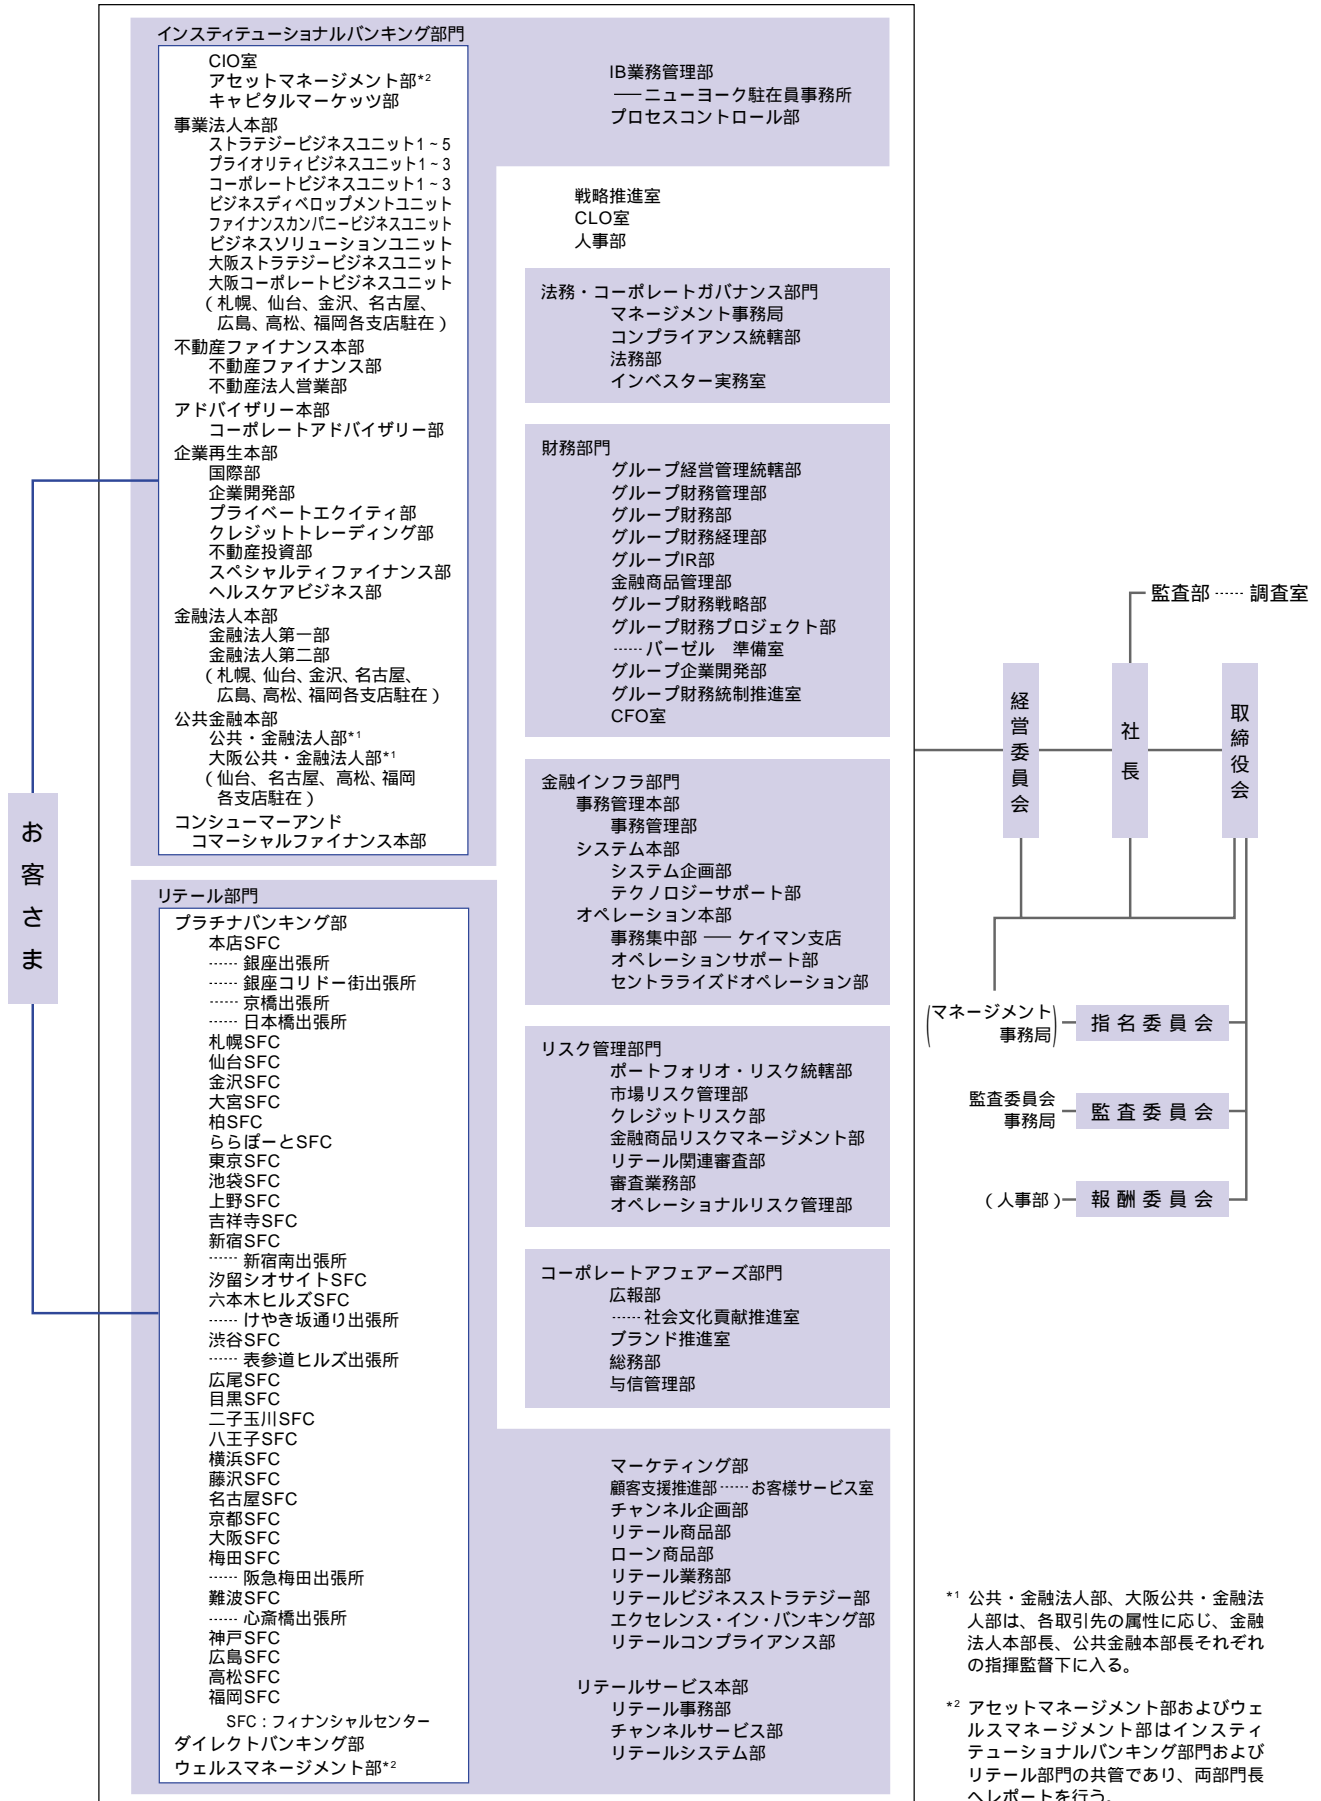 インスティテューショナルバンキング部門
CIO室
アセットマネージメント部*2
キャピタルマーケッツ部
事業法人本部
ストラテジービジネスユニット1~5
プライオリティビジネスユニット1~3
コーポレートビジネスユニット1~3
ビジネスディベロップメントユニット
ファイナンスカンパニービジネスユニット
ビジネスソリューションユニット
大阪ストラテジービジネスユニット
大阪コーポレートビジネスユニット
(札幌、仙台、金沢、名古屋、
広島、高松、福岡各支店駐在)
不動産ファイナンス本部
不動産ファイナンス部
不動産法人営業部
アドバイザリー本部
コーポレートアドバイザリー部
企業再生本部
国際部
企業開発部
プライベートエクイティ部
クレジットトレーディング部
不動産投資部
スペシャルティファイナンス部
ヘルスケアビジネス部
金融法人本部
金融法人第一部
金融法人第二部
(札幌、仙台、金沢、名古屋、
広島、高松、福岡各支店駐在)
公共金融本部
公共・金融法人部*1
大阪公共・金融法人部*1
(仙台、名古屋、高松、福岡
各支店駐在)
コンシューマーアンド
コマーシャルファイナンス本部
IB業務管理部
── ニューヨーク駐在員事務所
プロセスコントロール部
戦略推進室
CLO室
人事部
法務・コーポレートガバナンス部門
マネージメント事務局
コンプライアンス統轄部
法務部
インベスター実務室
財務部門
グループ経営管理統轄部
グループ財務管理部
グループ財務部
グループ財務経理部
グループIR部
金融商品管理部
グループ財務戦略部
グループ財務プロジェクト部
……バーゼル 準備室
グループ企業開発部
グループ財務統制推進室
CFO室
金融インフラ部門
事務管理本部
事務管理部
システム本部
システム企画部
テクノロジーサポート部
オペレーション本部
事務集中部 ── ケイマン支店
オペレーションサポート部
セントラライズドオペレーション部
リスク管理部門
ポートフォリオ・リスク統轄部
市場リスク管理部
クレジットリスク部
金融商品リスクマネージメント部
リテール関連審査部
審査業務部
オペレーショナルリスク管理部
コーポレートアフェアーズ部門
広報部
……社会文化貢献推進室
ブランド推進室
総務部
与信管理部
リテール部門
プラチナバンキング部
本店SFC
……銀座出張所
……銀座コリドー街出張所
……京橋出張所
……日本橋出張所
札幌SFC
仙台SFC
金沢SFC
大宮SFC
柏SFC
ららぽーとSFC
東京SFC
池袋SFC
上野SFC
吉祥寺SFC
新宿SFC
……新宿南出張所
汐留シオサイトSFC
六本木ヒルズSFC
……けやき坂通り出張所
渋谷SFC
……表参道ヒルズ出張所
広尾SFC
目黒SFC
二子玉川SFC
八王子SFC
横浜SFC
藤沢SFC
名古屋SFC
京都SFC
大阪SFC
梅田SFC
……阪急梅田出張所
難波SFC
……心斎橋出張所
神戸SFC
広島SFC
高松SFC
福岡SFC
SFC:フィナンシャルセンター
ダイレクトバンキング部
ウェルスマネージメント部*2
マーケティング部
顧客支援推進部……お客様サービス室
チャンネル企画部
リテール商品部
ローン商品部
リテール業務部
リテールビジネスストラテジー部
エクセレンス・イン・バンキング部
リテールコンプライアンス部
リテールサービス本部
リテール事務部
チャンネルサービス部
リテールシステム部
お客さま
監査部 …… 調査室
経営委員会
社長
取締役会
(マネージメント
事務局)
指名委員会
監査委員会
事務局
監査委員会
(人事部)
報酬委員会
*1 公共・金融法人部、大阪公共・金融法
人部は、各取引先の属性に応じ、金融
法人本部長、公共金融本部長それぞれ
の指揮監督下に入る。
*2 アセットマネージメント部およびウェ
ルスマネージメント部はインスティ
テューショナルバンキング部門および
リテール部門の共管であり、両部門長
へレポートを行う。